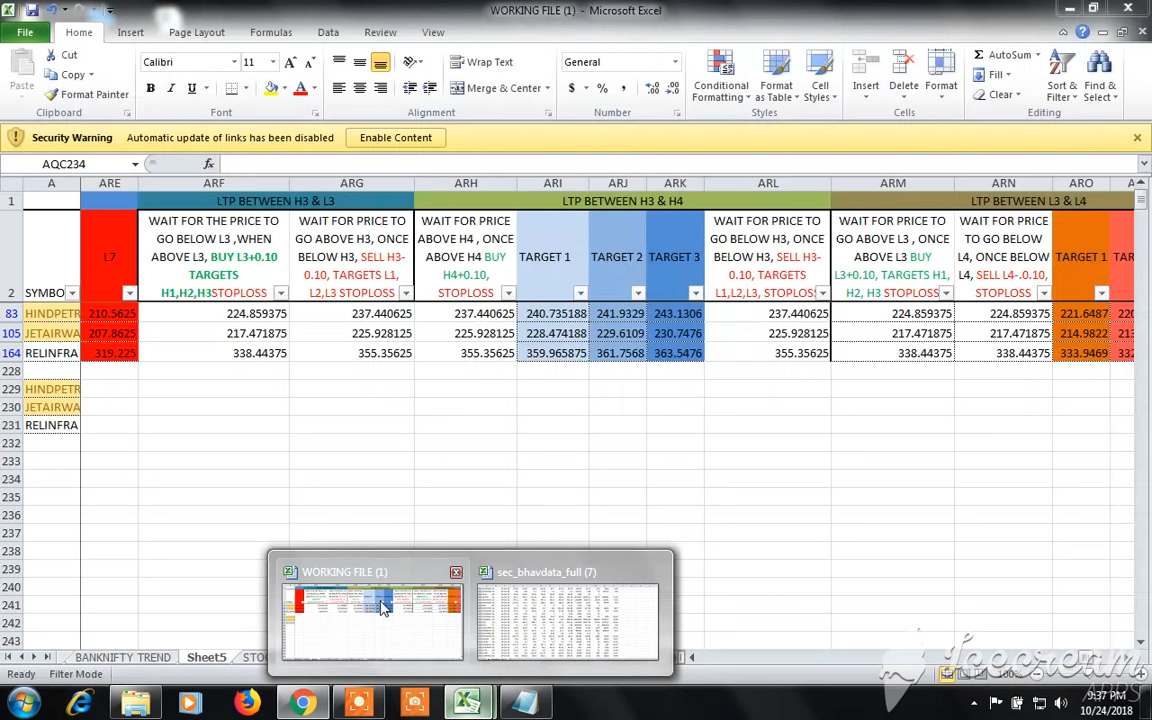 WORKING FILE (1) - Microsoft Excel
File Home Insert Page Layout Formulas Data Review View
Cut
Copy
Format Painter
Paste
Clipboard
Calibri 11
B I U
Font
Wrap Text
Merge & Center
Alignment
General
$ % ,
Number
Conditional Formatting
Format as Table
Cell Styles
Styles
Insert Delete Format
Cells
AutoSum
Fill
Clear
Sort & Filter
Find & Select
Editing
Security Warning Automatic update of links has been disabled Enable Content
AQC234 fx
A ARE ARF ARG ARH ARI ARJ ARK ARL ARM ARN ARO
1 LTP BETWEEN H3 & L3 LTP BETWEEN H3 & H4 LTP BETWEEN L3 & L4
2 SYMBO
L7
WAIT FOR THE PRICE TO
GO BELOW L3 ,WHEN
ABOVE L3, BUY L3+0.10
TARGETS
H1,H2,H3STOPLOSS
WAIT FOR PRICE TO
GO ABOVE H3, ONCE
BELOW H3, SELL H3-
0.10, TARGETS L1,
L2,L3 STOPLOSS
WAIT FOR PRICE
ABOVE H4 , ONCE
ABOVE H4 BUY
H4+0.10,
STOPLOSS
TARGET 1
TARGET 2
TARGET 3
WAIT FOR PRICE TO
GO BELOW H3, ONCE
BELOW H3, SELL H3-
0.10, TARGETS
L1,L2,L3, STOPLOSS
WAIT FOR PRICE TO
GO ABOVE L3, ONCE
ABOVE L3 BUY
L3+0.10, TARGETS H1,
H2, H3 STOPLOSS
WAIT FOR PRICE
TO GO BELOW
L4, ONCE BELOW
L4, SELL L4-.0.10,
STOPLOSS
TARGET 1
83 HINDPETR 210.5625 224.859375 237.440625 237.440625 240.735188 241.9329 243.1306 237.440625 224.859375 224.859375 221.6487
105 JETAIRWA 207.8625 217.471875 225.928125 225.928125 228.474188 229.6109 230.7476 225.928125 217.471875 217.471875 214.9822
164 RELINFRA 319.225 338.44375 355.35625 355.35625 359.965875 361.7568 363.5476 355.35625 338.44375 338.44375 333.9469
228
229 HINDPETR
230 JETAIRWA
231 RELINFRA
232
233
234
235
236
237
238
239
240
241
242
243
WORKING FILE (1) sec_bhavdata_full (7)
BANKNIFTY TREND Sheet5
Ready Filter Mode 100%
Icecream
APPS
9:37 PM
10/24/2018